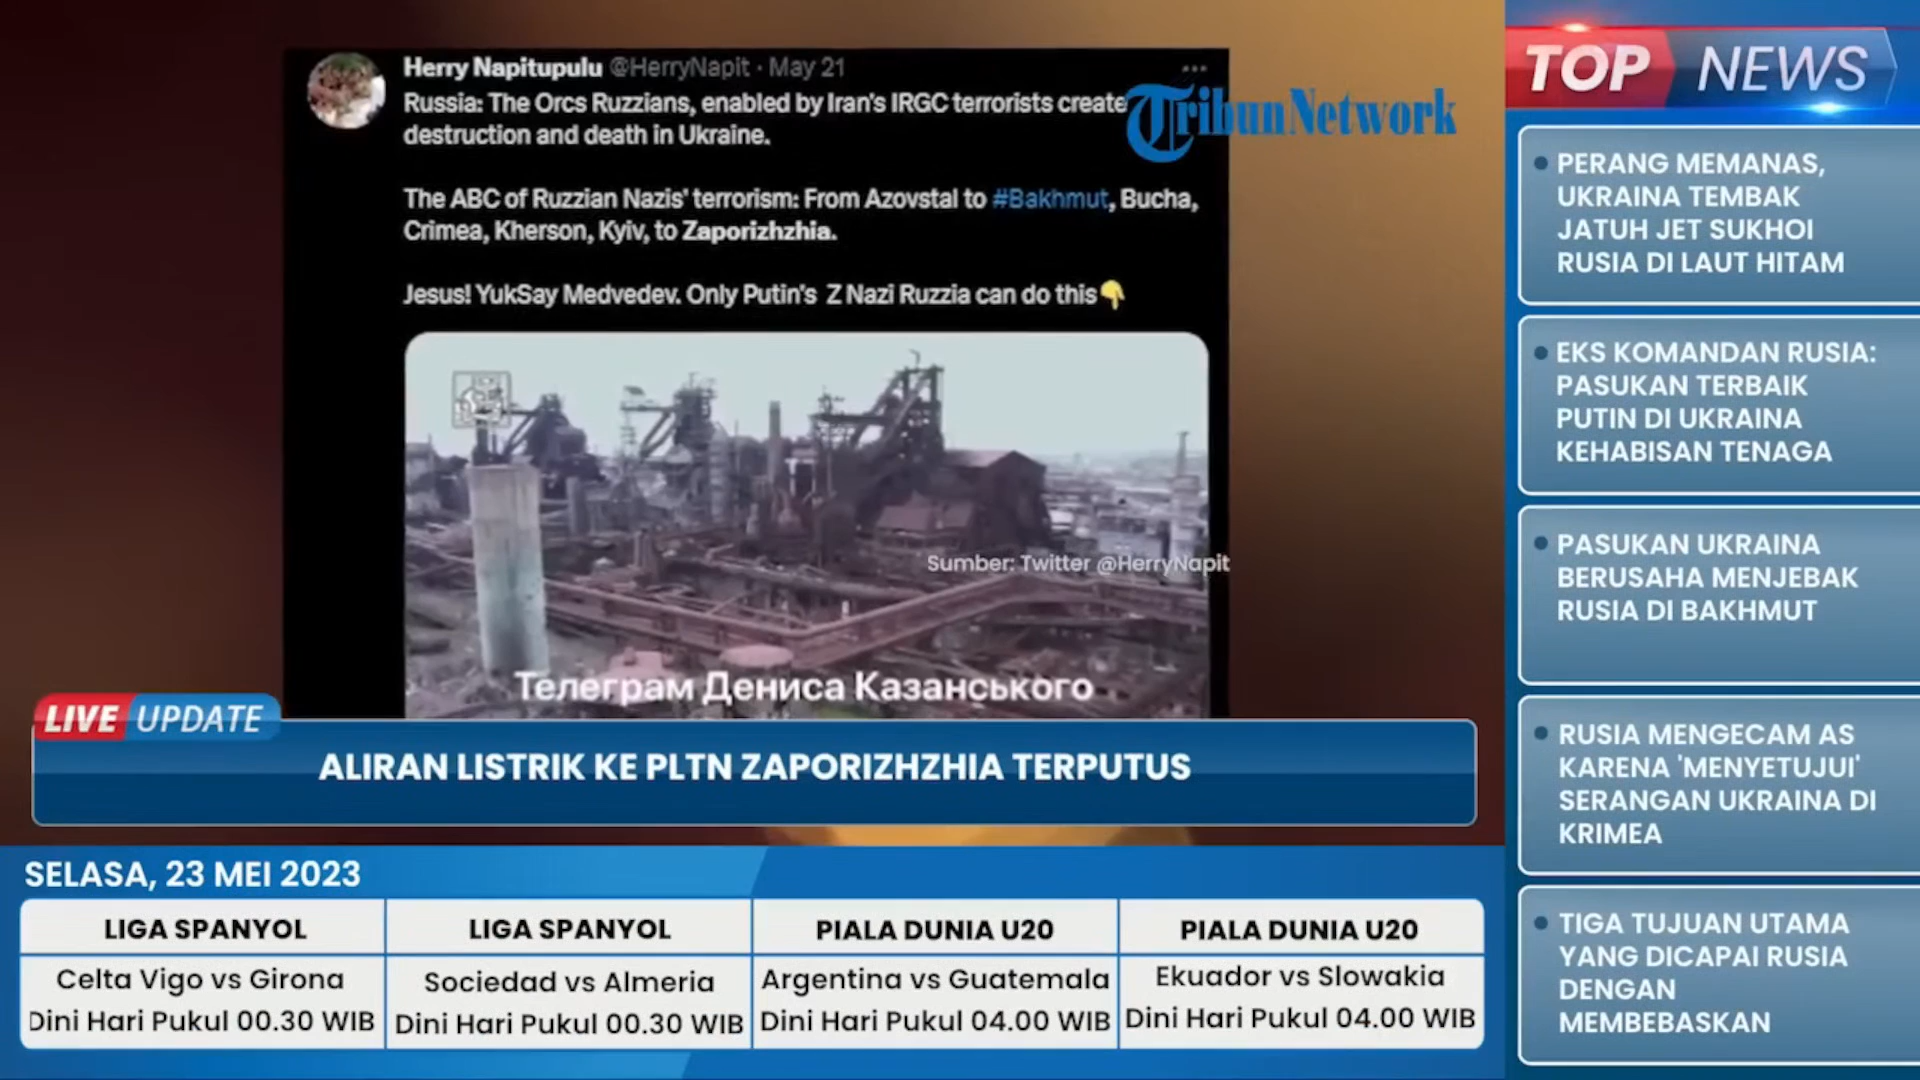 Herry Napitupulu @HerryNapit · May 21
Russia: The Orcs Ruzzians, enabled by Iran's IRGC terrorists create
destruction and death in Ukraine.
The ABC of Ruzzian Nazis' terrorism: From Azovstal to #Bakhmut, Bucha,
Crimea, Kherson, Kyiv, to Zaporizhzhia.
Jesus! YukSay Medvedev. Only Putin's Z Nazi Ruzzia can do this👇
TribunNetwork
Sumber: Twitter @HerryNapit
Телеграм Дениса Казанського
LIVE UPDATE
ALIRAN LISTRIK KE PLTN ZAPORIZHZHIA TERPUTUS
SELASA, 23 MEI 2023
LIGA SPANYOL
Celta Vigo vs Girona
Dini Hari Pukul 00.30 WIB
LIGA SPANYOL
Sociedad vs Almeria
Dini Hari Pukul 00.30 WIB
PIALA DUNIA U20
Argentina vs Guatemala
Dini Hari Pukul 04.00 WIB
PIALA DUNIA U20
Ekuador vs Slowakia
Dini Hari Pukul 04.00 WIB
TOP NEWS
• PERANG MEMANAS,
UKRAINA TEMBAK
JATUH JET SUKHOI
RUSIA DI LAUT HITAM
• EKS KOMANDAN RUSIA:
PASUKAN TERBAIK
PUTIN DI UKRAINA
KEHABISAN TENAGA
• PASUKAN UKRAINA
BERUSAHA MENJEBAK
RUSIA DI BAKHMUT
• RUSIA MENGECAM AS
KARENA 'MENYETUJUI'
SERANGAN UKRAINA DI
KRIMEA
• TIGA TUJUAN UTAMA
YANG DICAPAI RUSIA
DENGAN
MEMBEBASKAN